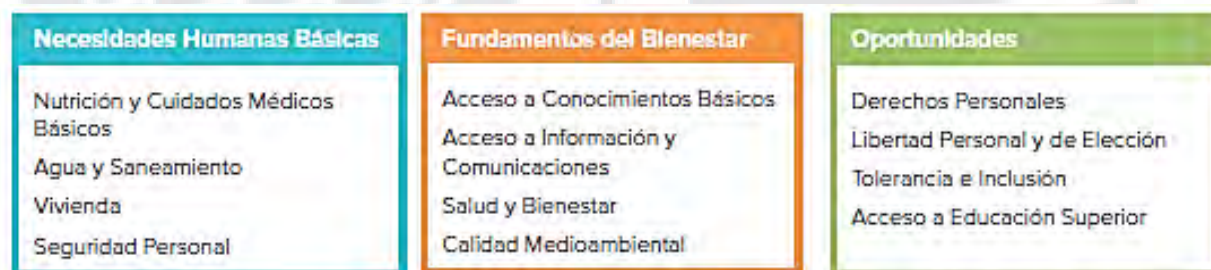 Necesidades Humanas Básicas
Nutrición y Cuidados Médicos
Básicos
Agua y Saneamiento
Vivienda
Seguridad Personal
Fundamentos del Bienestar
Acceso a Conocimientos Básicos
Acceso a Información y
Comunicaciones
Salud y Bienestar
Calidad Medioambiental
Oportunidades
Derechos Personales
Libertad Personal y de Elección
Tolerancia e Inclusión
Acceso a Educación Superior